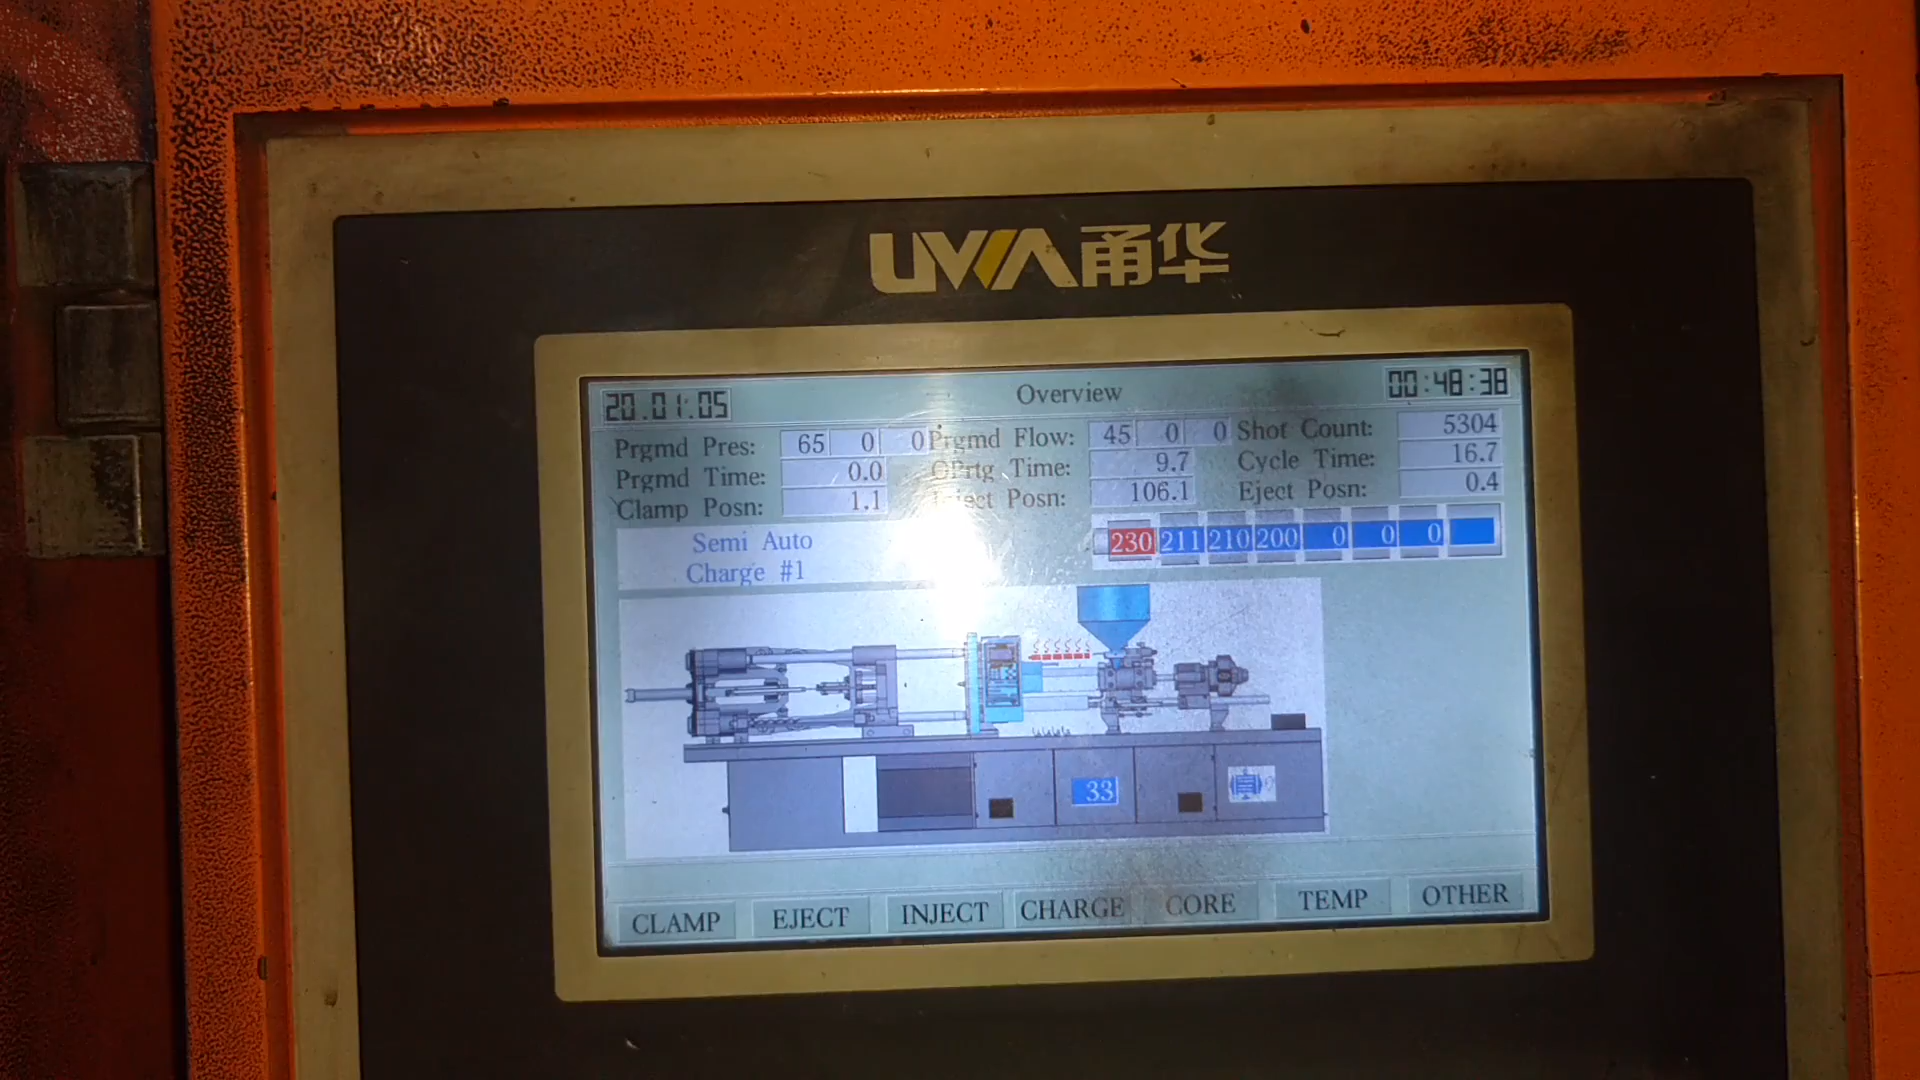 UWA甬华
20.01.05 Overview 00:48:38
Prgmd Pres: 65 0 0 Prgmd Flow: 45 0 0 Shot Count: 5304
Prgmd Time: 0.0 OPrtg Time: 9.7 Cycle Time: 16.7
Clamp Posn: 1.1 Inject Posn: 106.1 Eject Posn: 0.4
Semi Auto 230 211 210 200 0 0 0
Charge #1
33
CLAMP EJECT INJECT CHARGE CORE TEMP OTHER